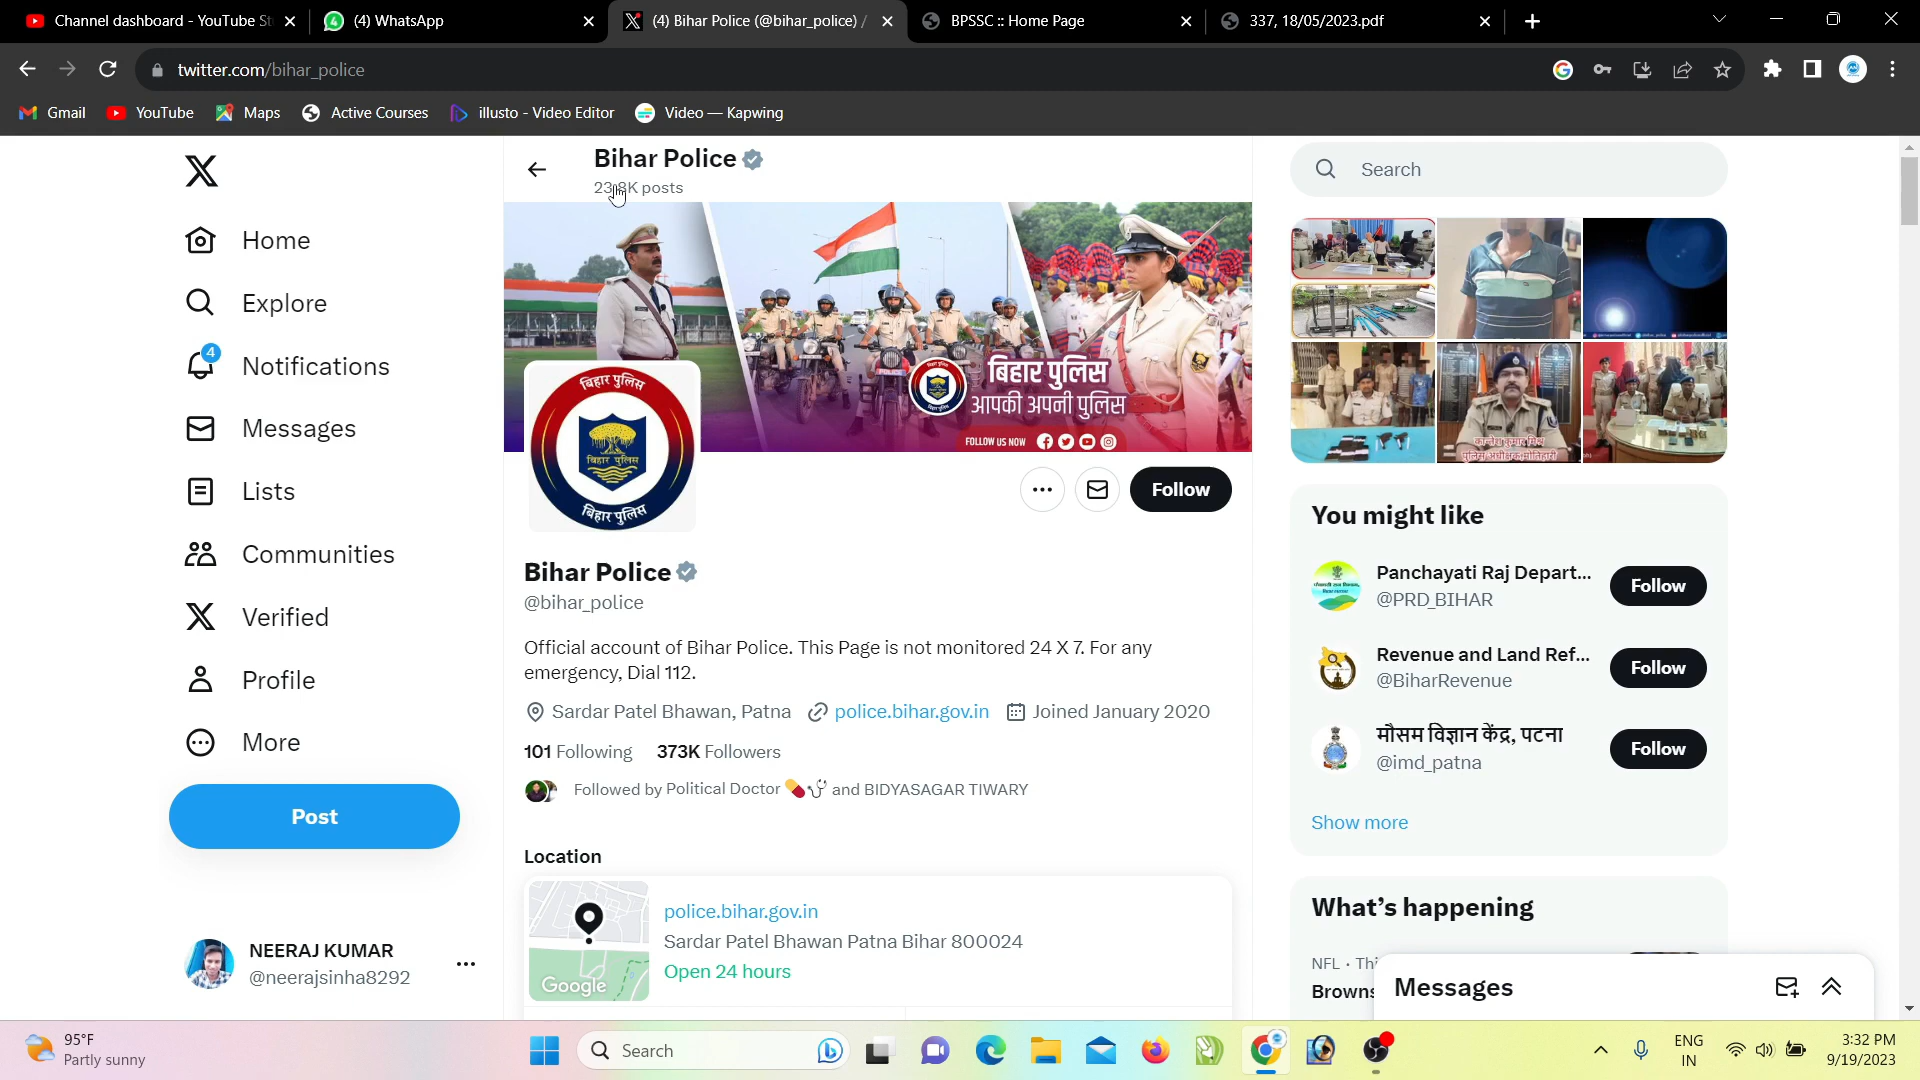 Channel dashboard - YouTube St
(4) WhatsApp
(4) Bihar Police (@bihar_police) /
BPSSC :: Home Page
337, 18/05/2023.pdf
twitter.com/bihar_police
Gmail
YouTube
Maps
Active Courses
illusto - Video Editor
Video — Kapwing
Home
Explore
4
Notifications
Messages
Lists
Communities
Verified
Profile
More
Post
NEERAJ KUMAR
@neerajsinha8292
Bihar Police
23.8K posts
बिहार पुलिस
आपकी अपनी पुलिस
FOLLOW US NOW
बिहार पुलिस
बिहार पुलिस
बिहार पुलिस
Follow
Bihar Police
@bihar_police
Official account of Bihar Police. This Page is not monitored 24 X 7. For any
emergency, Dial 112.
Sardar Patel Bhawan, Patna police.bihar.gov.in Joined January 2020
101 Following 373K Followers
Followed by Political Doctor 💊🩺 and BIDYASAGAR TIWARY
Location
police.bihar.gov.in
Sardar Patel Bhawan Patna Bihar 800024
Open 24 hours
Google
Search
You might like
Panchayati Raj Depart...
@PRD_BIHAR
Follow
Revenue and Land Ref...
@BiharRevenue
Follow
मौसम विज्ञान केंद्र, पटना
@imd_patna
Follow
Show more
What's happening
NFL · Thi
Browns
Messages
95°F
Partly sunny
Search
ENG
IN
3:32 PM
9/19/2023